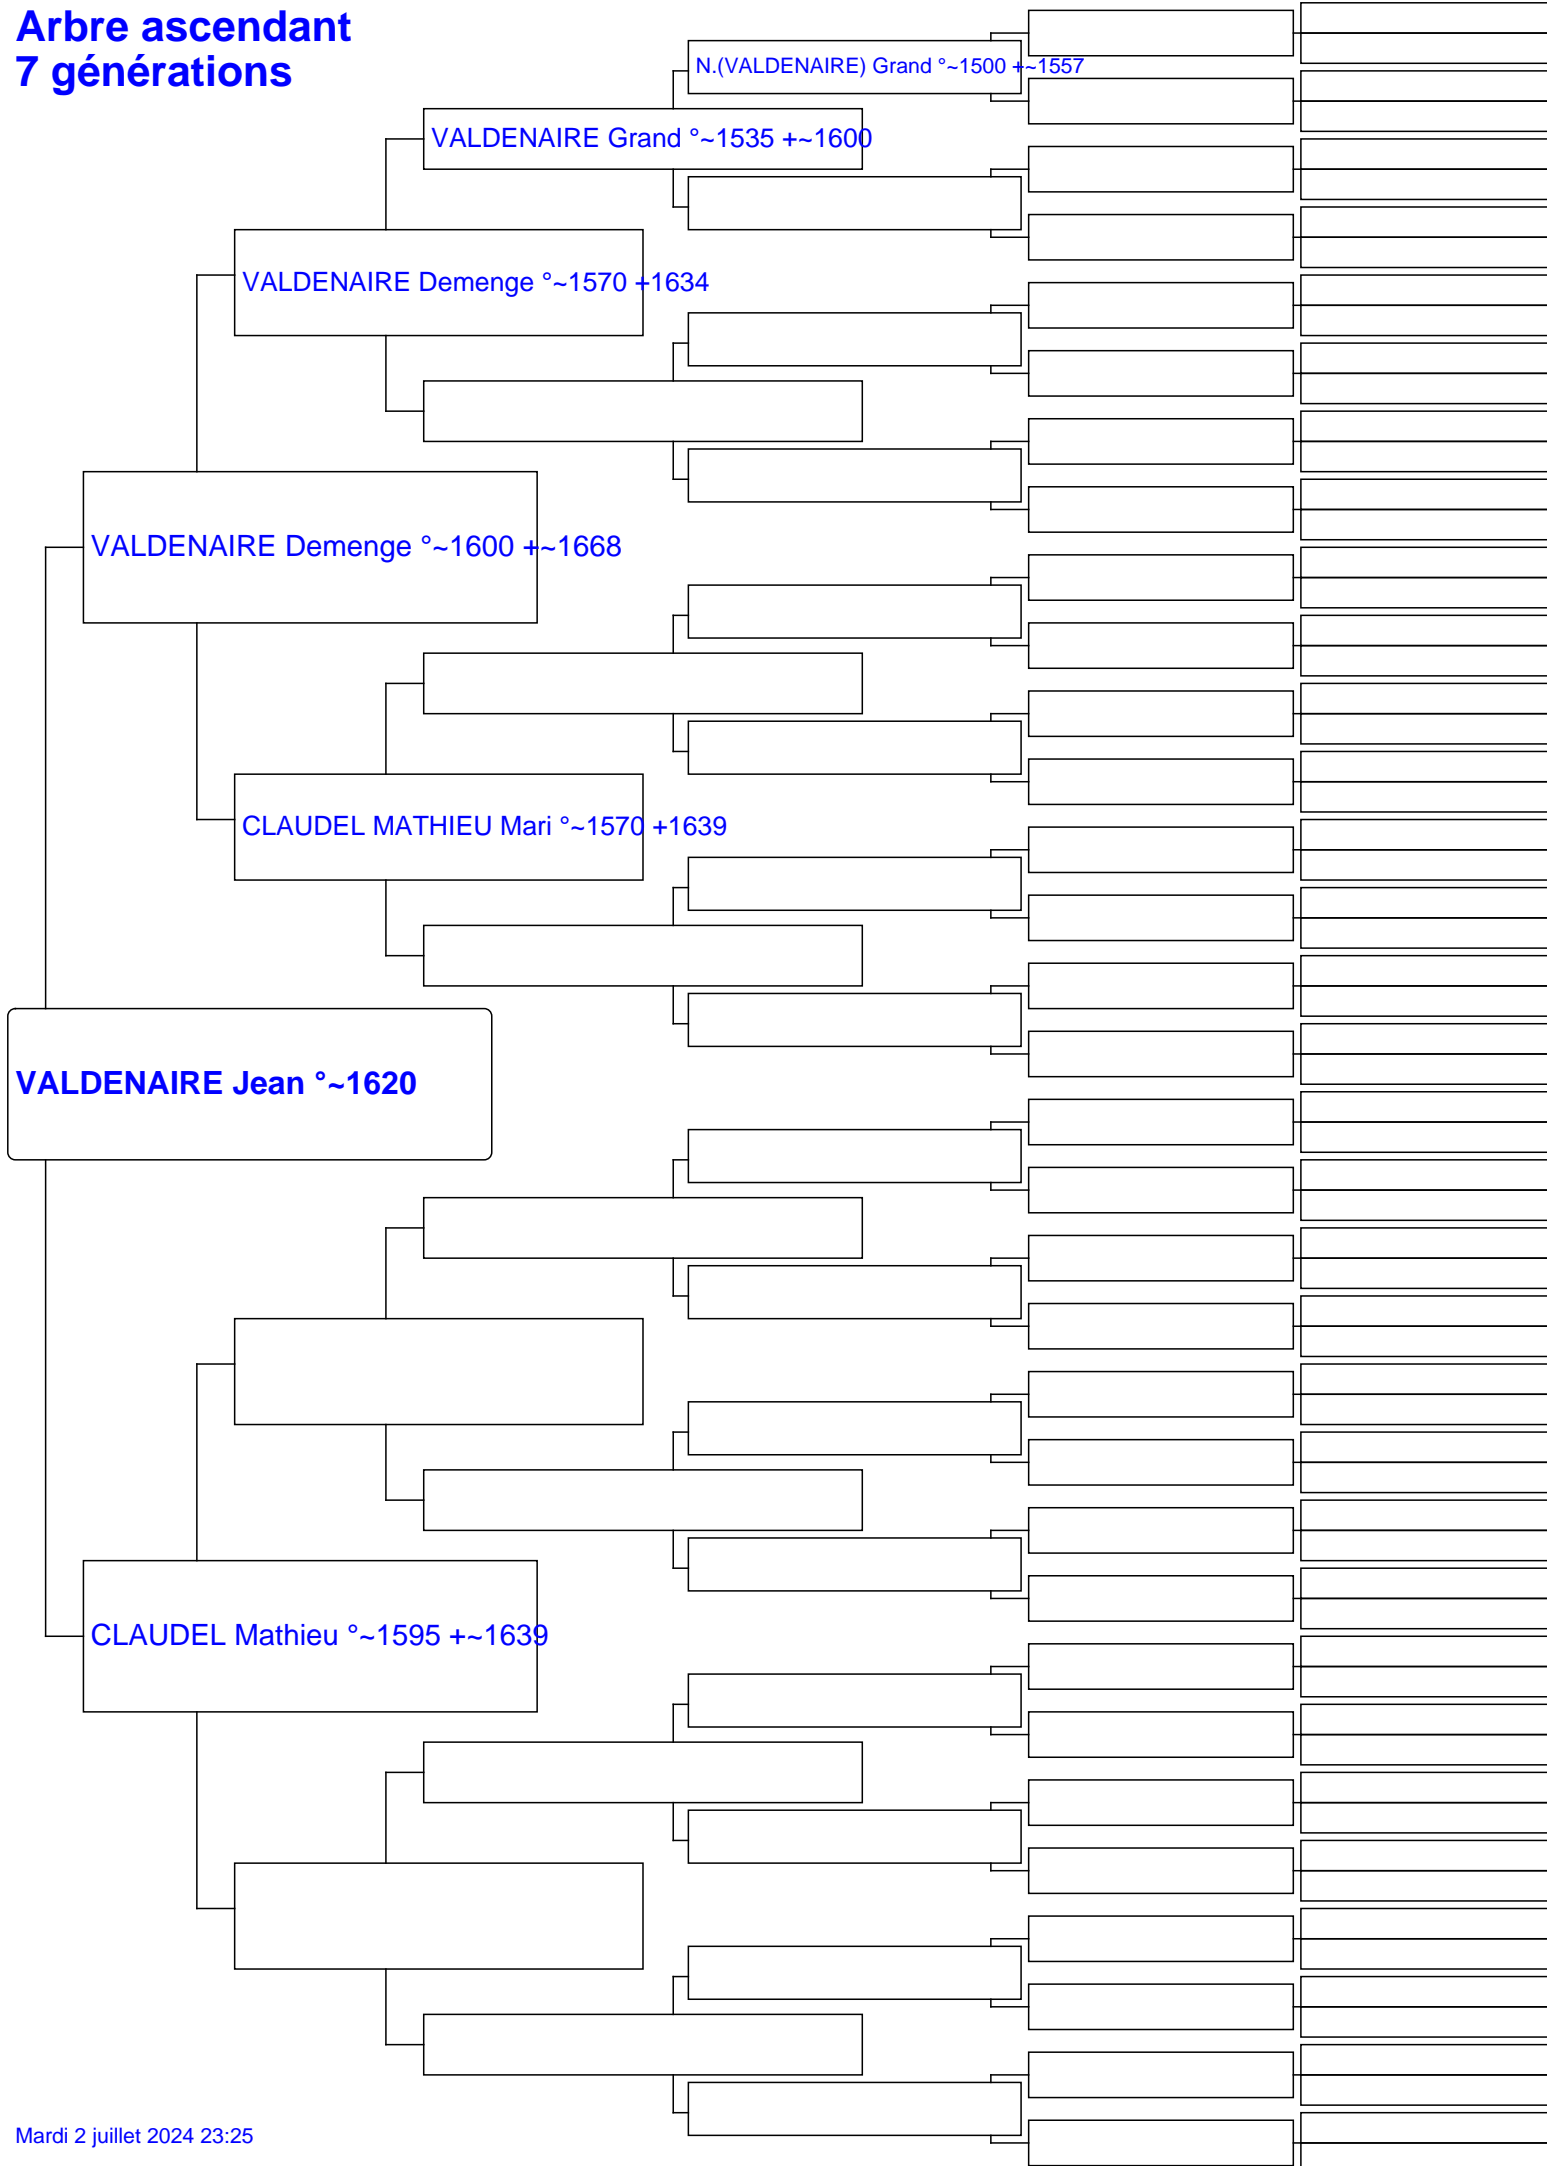 Arbre ascendant
7 générations
N.(VALDENAIRE) Grand °~1500 +~1557
VALDENAIRE Grand °~1535 +~1600
VALDENAIRE Demenge °~1570 +1634
VALDENAIRE Demenge °~1600 +~1668
CLAUDEL MATHIEU Mari °~1570 +1639
VALDENAIRE Jean °~1620
CLAUDEL Mathieu °~1595 +~1639
Mardi 2 juillet 2024 23:25